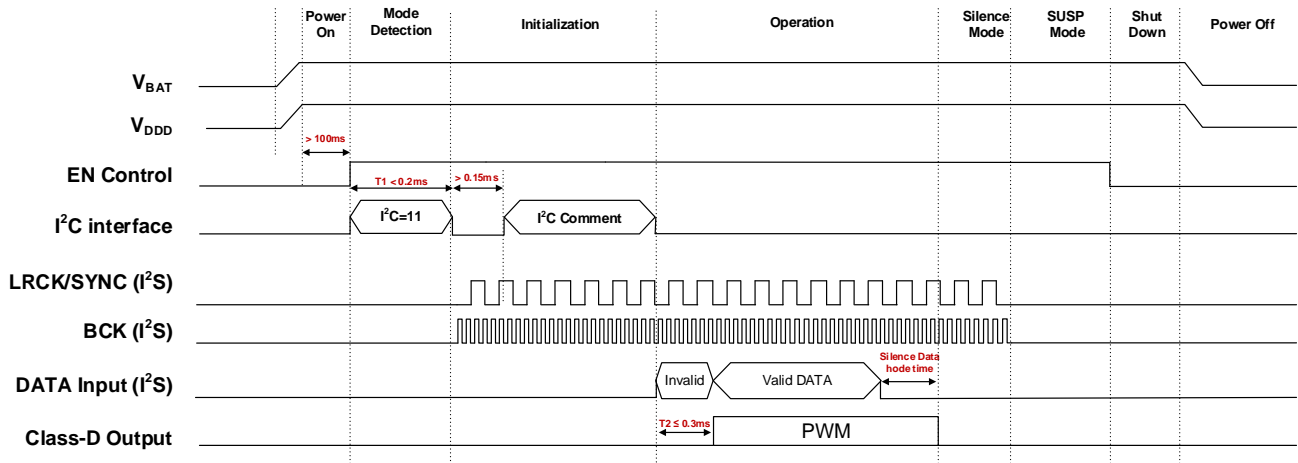 Power On
Mode Detection
Initialization
Operation
Silence Mode
SUSP Mode
Shut Down
Power Off
VBAT
VDDD
> 100ms
EN Control
T1 < 0.2ms
> 0.15ms
I²C interface
I²C=11
I²C Comment
LRCK/SYNC (I²S)
BCK (I²S)
Silence Data
hode time
DATA Input (I²S)
Invalid
Valid DATA
T2 ≤ 0.3ms
Class-D Output
PWM